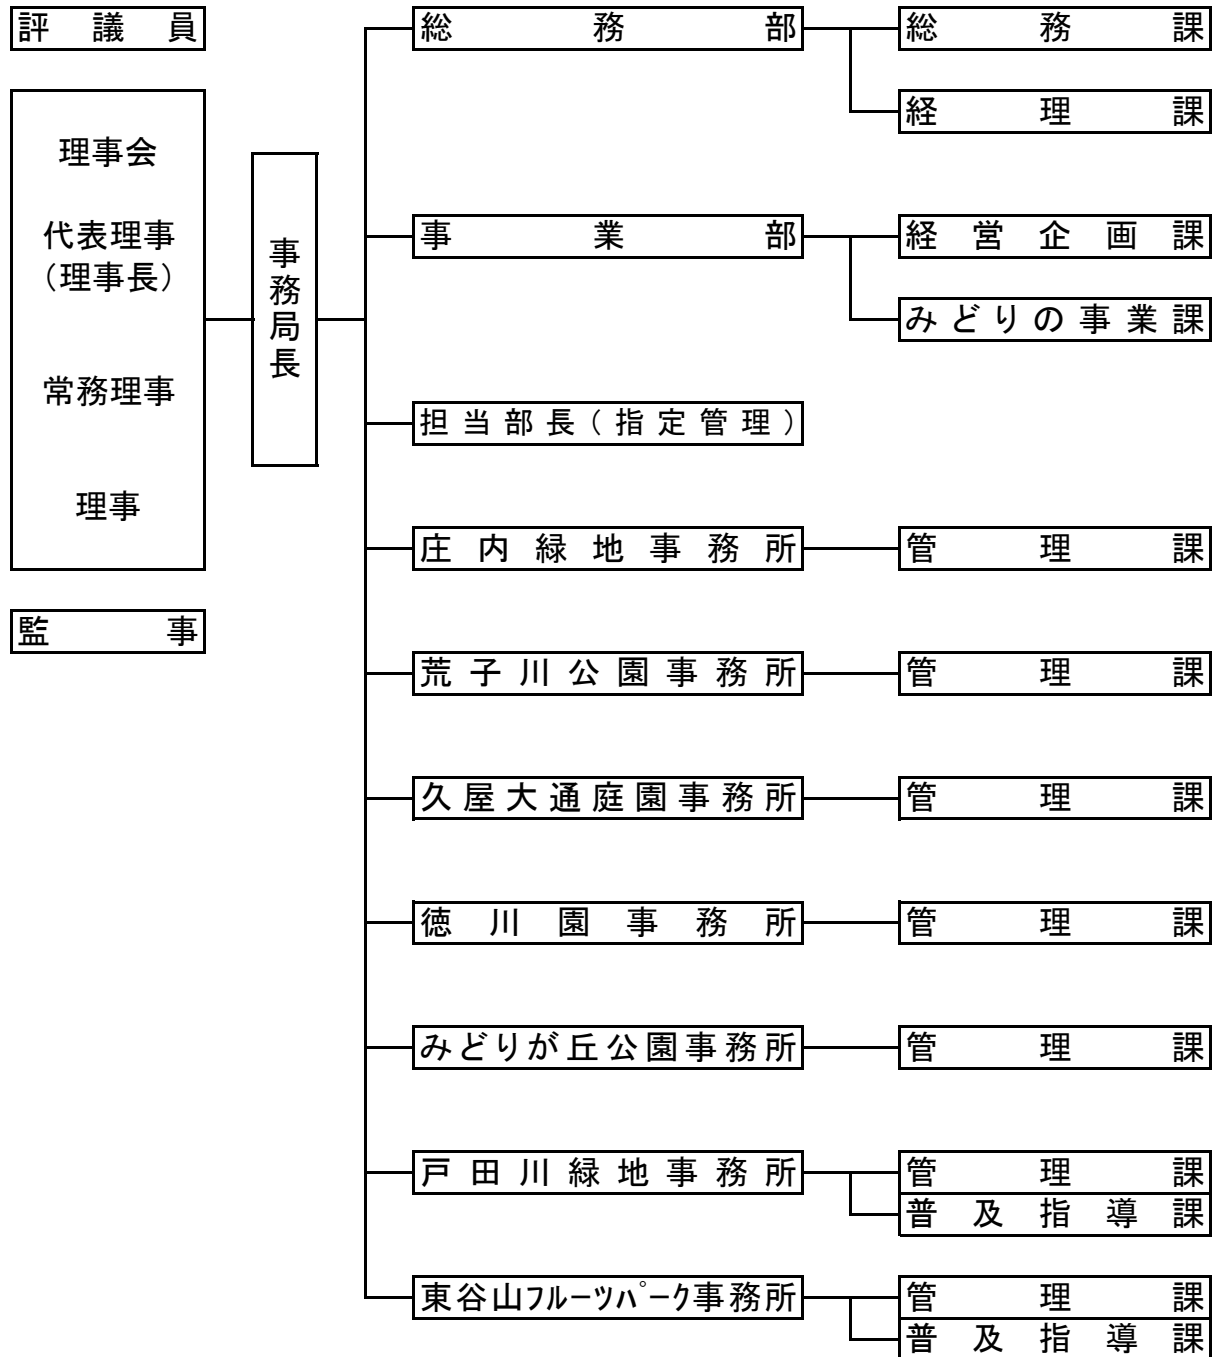 評議員
理事会
代表理事
（理事長）
常務理事
理事
監事
事務局長
総務部
総務課
経理課
事業部
経営企画課
みどりの事業課
担当部長（指定管理）
庄内緑地事務所
管理課
荒子川公園事務所
管理課
久屋大通庭園事務所
管理課
徳川園事務所
管理課
みどりが丘公園事務所
管理課
戸田川緑地事務所
管理課
普及指導課
東谷山ﾌﾙｰﾂﾊﾟｰｸ事務所
管理課
普及指導課